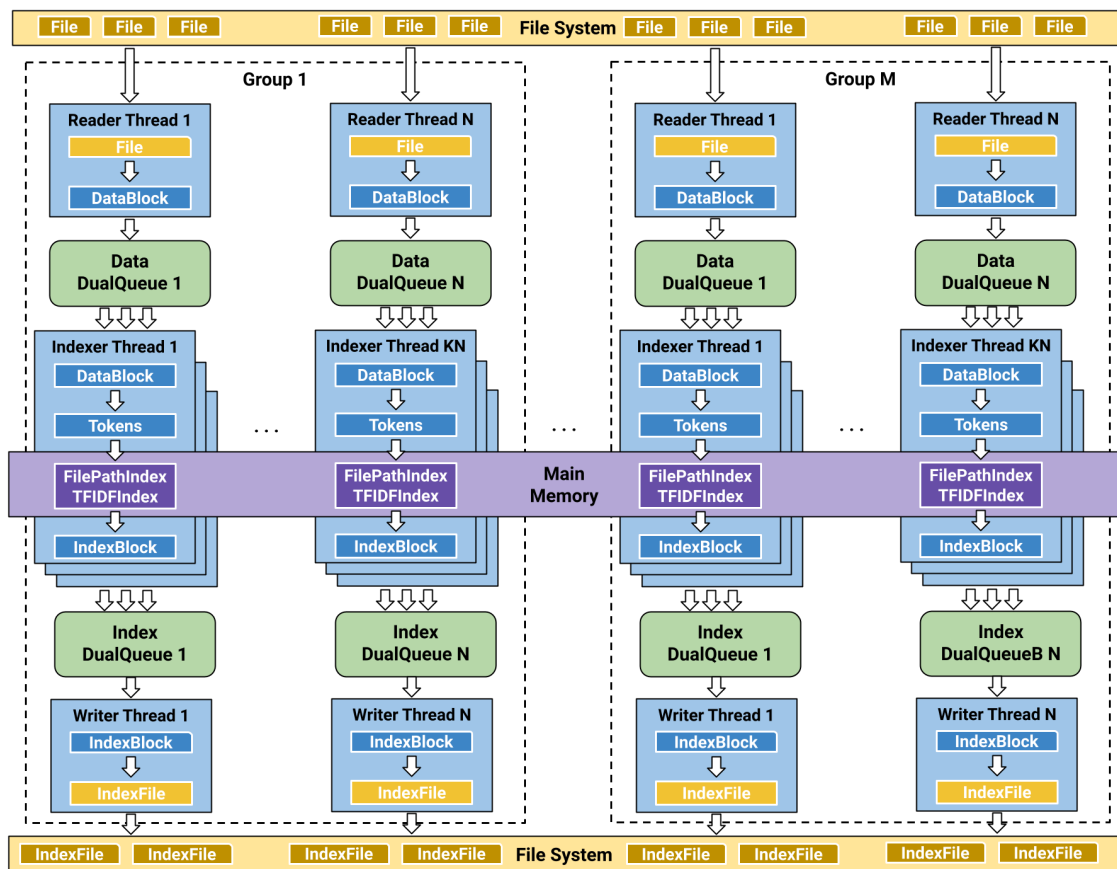 File File File File File File File System File File File File File File
Group 1 Group M
Reader Thread 1 Reader Thread N Reader Thread 1 Reader Thread N
File File File File
DataBlock DataBlock DataBlock DataBlock
Data Data Data Data
DualQueue 1 DualQueue N DualQueue 1 DualQueue N
Indexer Thread 1 Indexer Thread KN Indexer Thread 1 Indexer Thread KN
DataBlock DataBlock DataBlock DataBlock
Tokens Tokens Tokens Tokens
... ... ...
FilePathIndex FilePathIndex Main FilePathIndex FilePathIndex
TFIDFIndex TFIDFIndex Memory TFIDFIndex TFIDFIndex
IndexBlock IndexBlock IndexBlock IndexBlock
Index Index Index Index
DualQueue 1 DualQueue N DualQueue 1 DualQueueB N
Writer Thread 1 Writer Thread N Writer Thread 1 Writer Thread N
IndexBlock IndexBlock IndexBlock IndexBlock
IndexFile IndexFile IndexFile IndexFile
IndexFile IndexFile IndexFile IndexFile File System IndexFile IndexFile IndexFile IndexFile